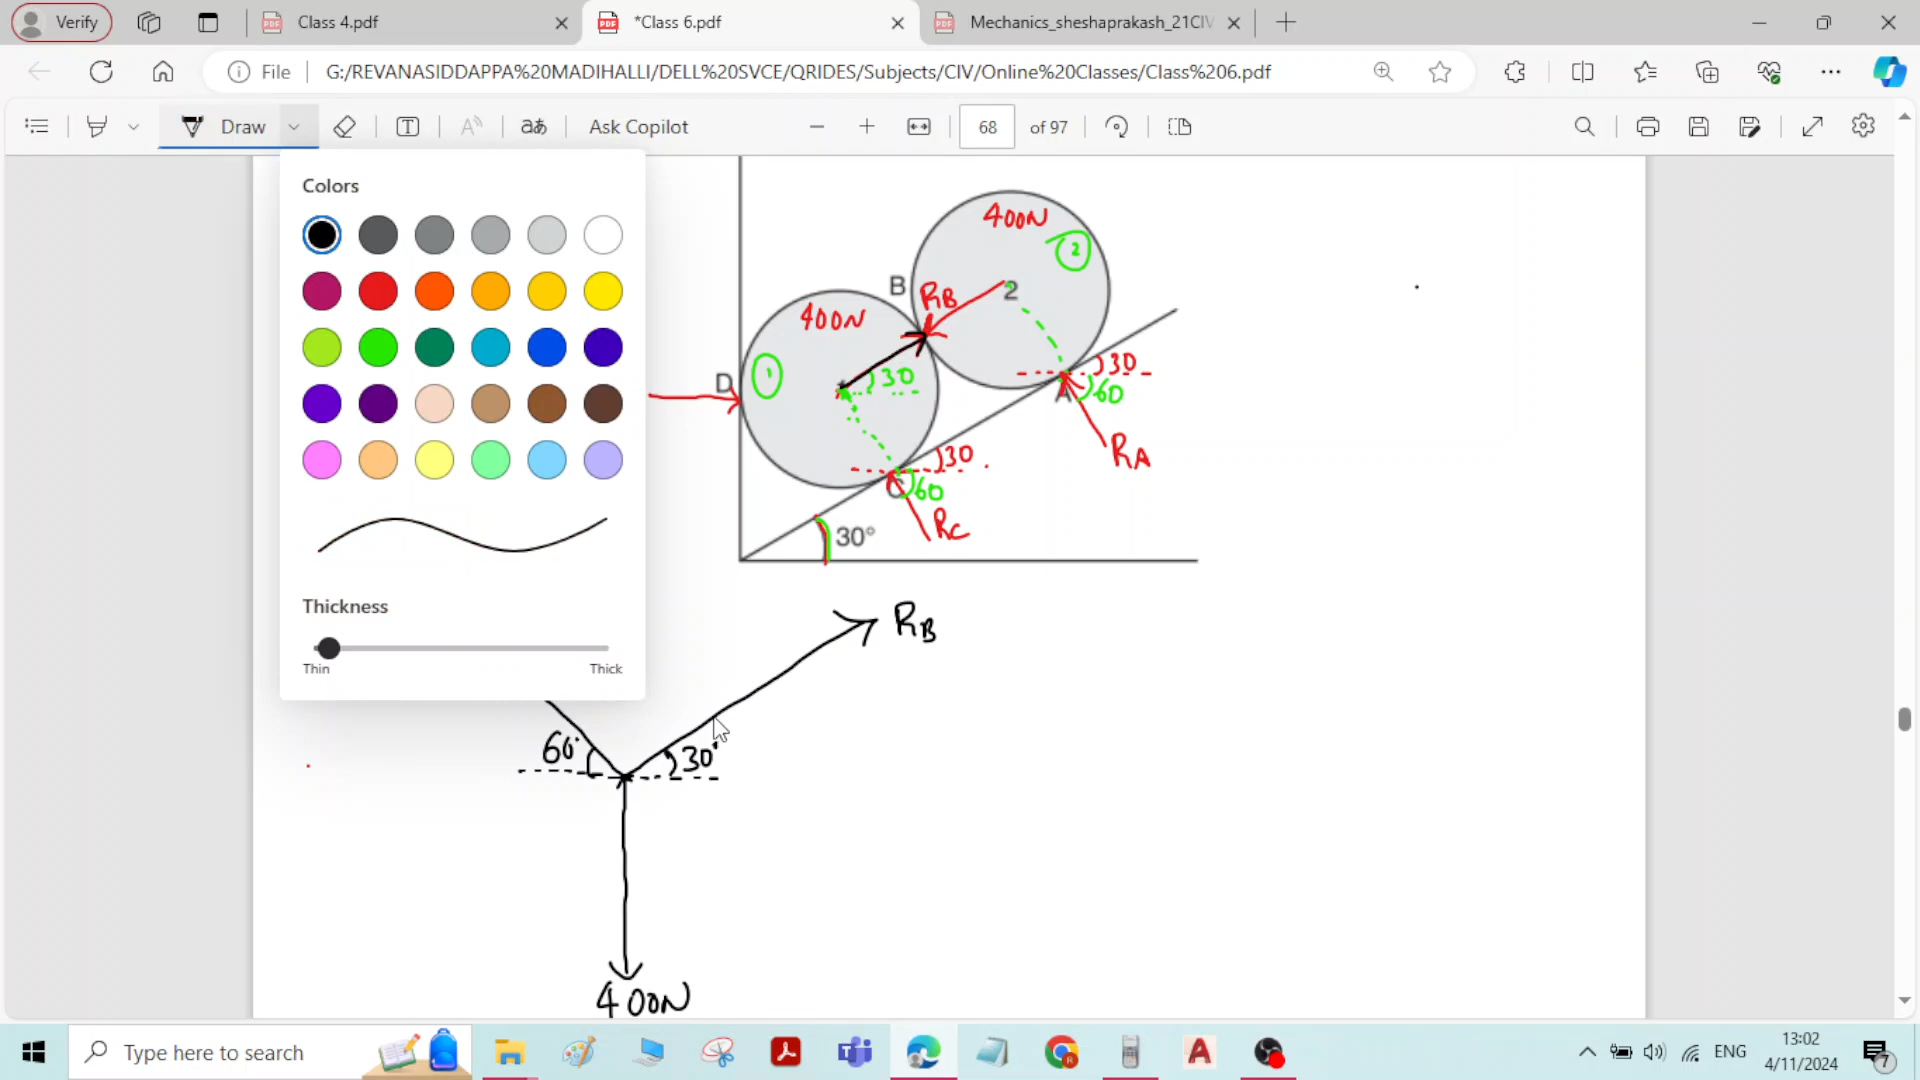 Verify
Class 4.pdf
*Class 6.pdf
Mechanics_sheshaprakash_21CIV
File
G:/REVANASIDDAPPA%20MADIHALLI/DELL%20SVCE/QRIDES/Subjects/CIV/Online%20Classes/Class%206.pdf
Draw
Ask Copilot
68
of 97
Colors
Thickness
Thin
Thick
400N
2
B
RB
2
400N
D
1
30
30
A
60
RA
30
C
60
RC
30°
RB
60°
30°
400N
Type here to search
ENG
13:02
4/11/2024
7